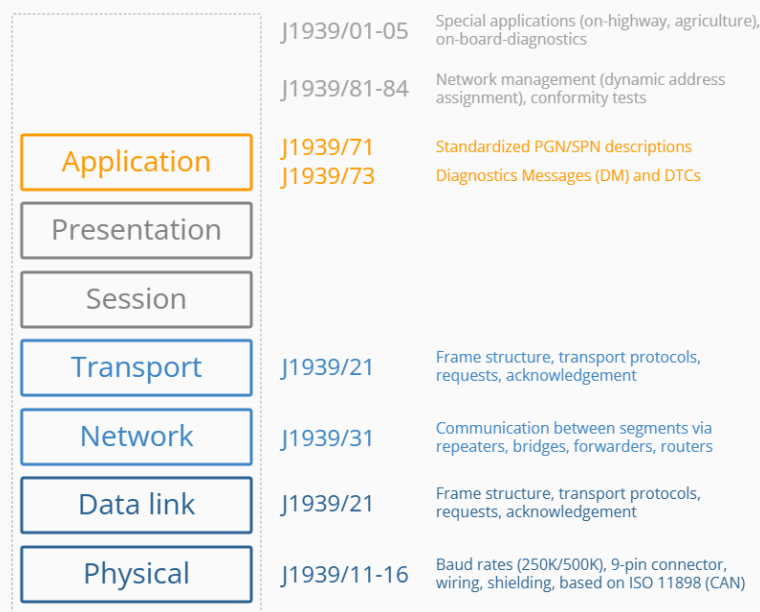 J1939/01-05
Special applications (on-highway, agriculture),
on-board-diagnostics
J1939/81-84
Network management (dynamic address
assignment), conformity tests
Application
J1939/71
Standardized PGN/SPN descriptions
J1939/73
Diagnostics Messages (DM) and DTCs
Presentation
Session
Transport
J1939/21
Frame structure, transport protocols,
requests, acknowledgement
Network
J1939/31
Communication between segments via
repeaters, bridges, forwarders, routers
Data link
J1939/21
Frame structure, transport protocols,
requests, acknowledgement
Physical
J1939/11-16
Baud rates (250K/500K), 9-pin connector,
wiring, shielding, based on ISO 11898 (CAN)